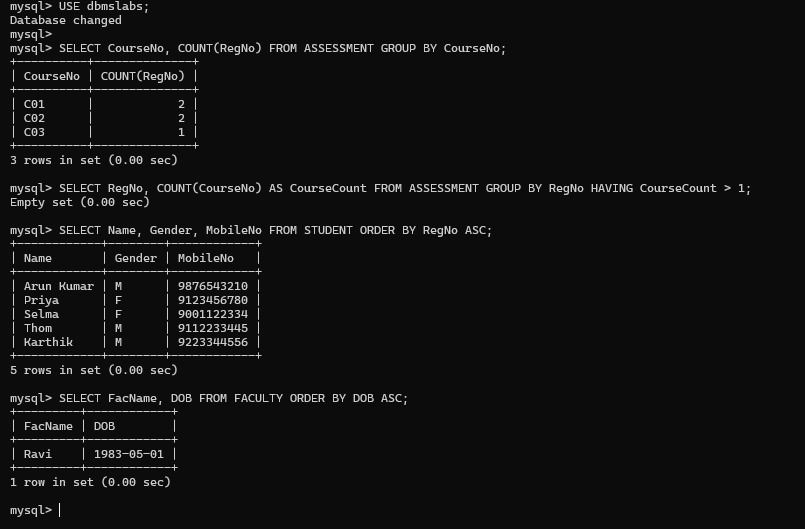 mysql> USE dbmslabs;
Database changed
mysql>
mysql> SELECT CourseNo, COUNT(RegNo) FROM ASSESSMENT GROUP BY CourseNo;
+----------+--------------+
| CourseNo | COUNT(RegNo) |
+----------+--------------+
| C01      |            2 |
| C02      |            2 |
| C03      |            1 |
+----------+--------------+
3 rows in set (0.00 sec)

mysql> SELECT RegNo, COUNT(CourseNo) AS CourseCount FROM ASSESSMENT GROUP BY RegNo HAVING CourseCount > 1;
Empty set (0.00 sec)

mysql> SELECT Name, Gender, MobileNo FROM STUDENT ORDER BY RegNo ASC;
+------------+--------+------------+
| Name       | Gender | MobileNo   |
+------------+--------+------------+
| Arun Kumar | M      | 9876543210 |
| Priya      | F      | 9123456780 |
| Selma      | F      | 9001122334 |
| Thom       | M      | 9112233445 |
| Karthik    | M      | 9223344556 |
+------------+--------+------------+
5 rows in set (0.00 sec)

mysql> SELECT FacName, DOB FROM FACULTY ORDER BY DOB ASC;
+---------+------------+
| FacName | DOB        |
+---------+------------+
| Ravi    | 1983-05-01 |
+---------+------------+
1 row in set (0.00 sec)

mysql>